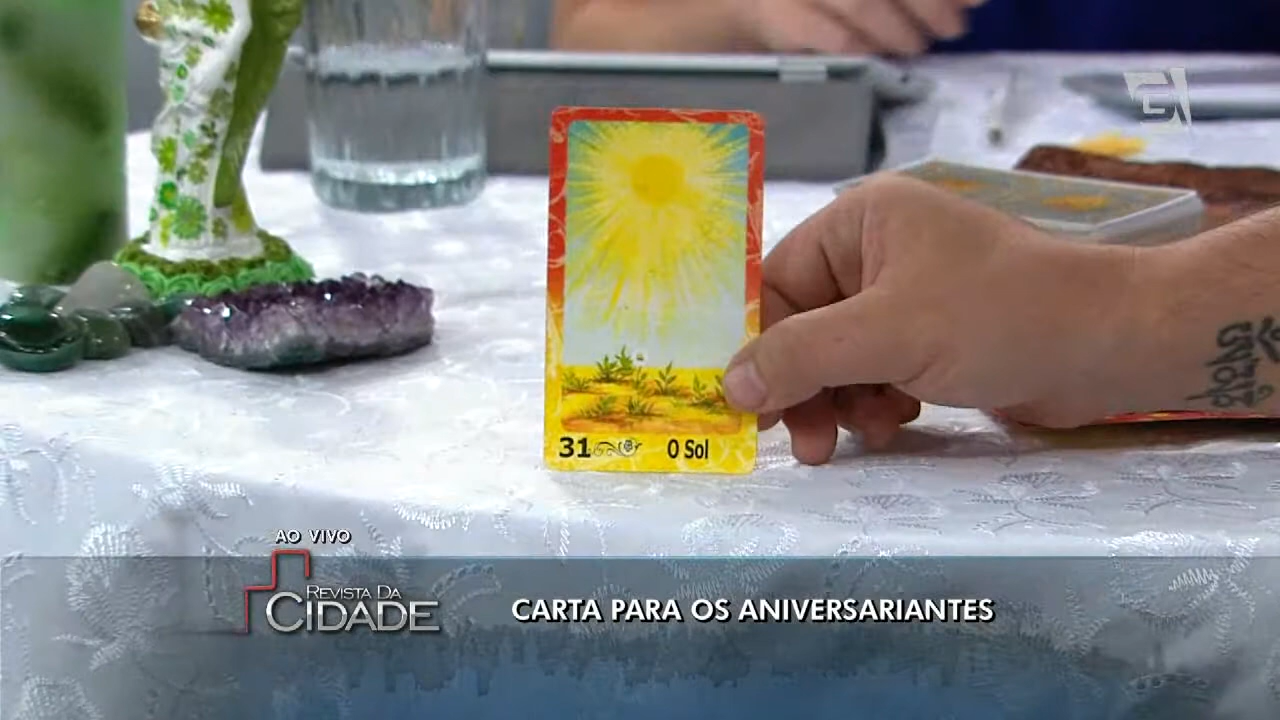 31 O Sol
AO VIVO
REVISTA DA
CIDADE
CARTA PARA OS ANIVERSARIANTES